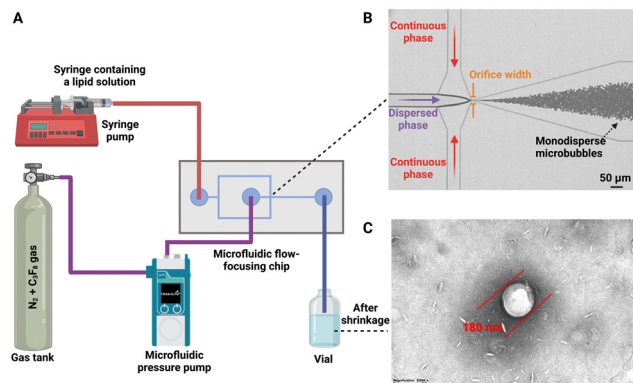 A
Syringe containing
a lipid solution
Syringe
pump
N₂ + C₃F₈ gas
Gas tank
Microfluidic
pressure pump
Microfluidic flow-
focusing chip
Vial
After
shrinkage
B
Continuous
phase
Orifice width
Dispersed
phase
Continuous
phase
Monodisperse
microbubbles
50 µm
C
180 nm